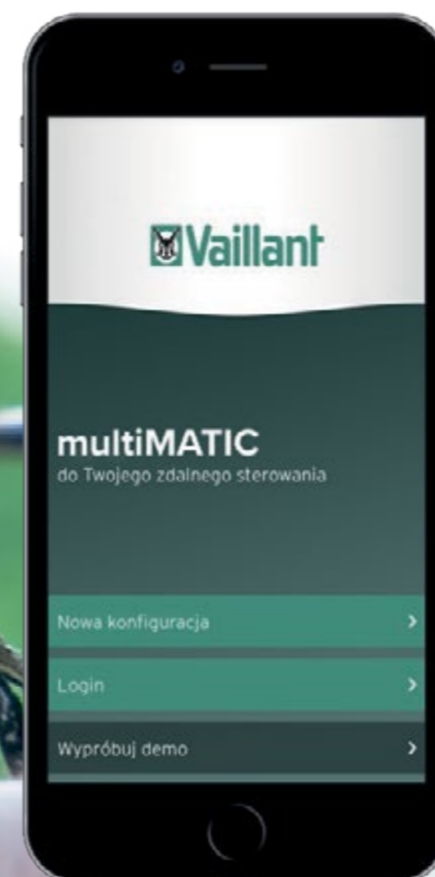 Vaillant
multiMATIC
do Twojego zdalnego sterowania
Nowa konfiguracja
Login
Wypróbuj demo